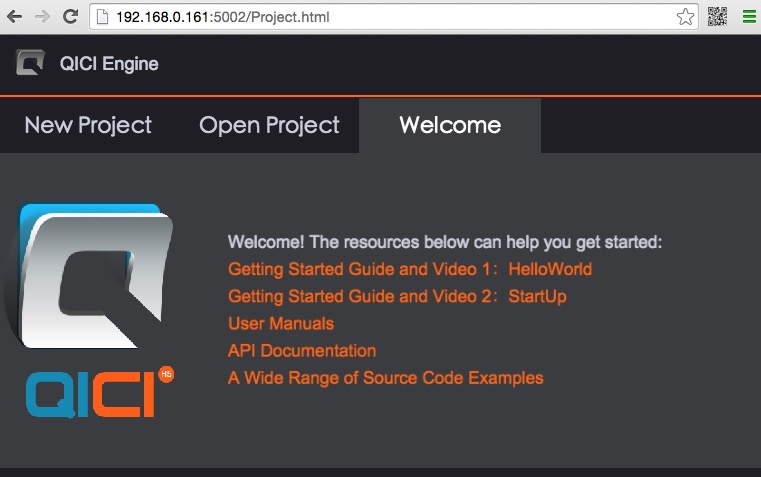 192.168.0.161:5002/Project.html
QICI Engine
New Project
Open Project
Welcome
Welcome! The resources below can help you get started:
Getting Started Guide and Video 1：HelloWorld
Getting Started Guide and Video 2：StartUp
User Manuals
API Documentation
A Wide Range of Source Code Examples
QICI H5